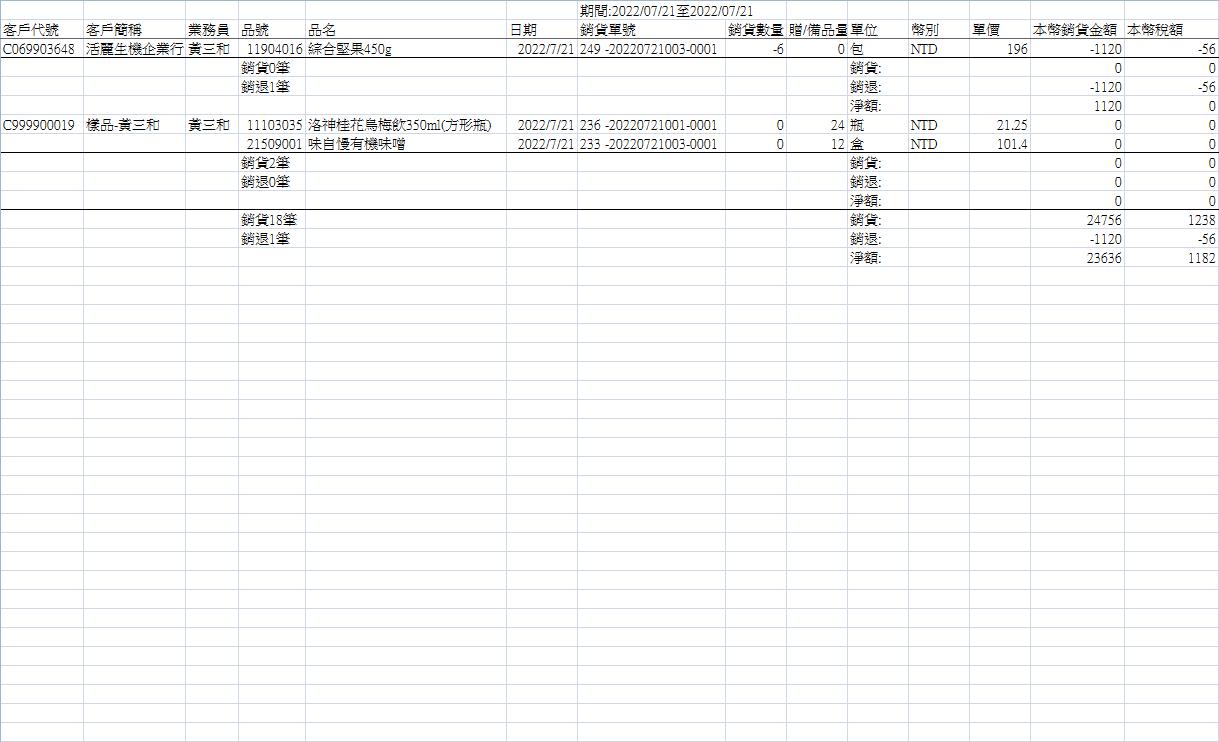 期間:2022/07/21至2022/07/21
客戶代號 客戶簡稱 業務員 品號 品名 日期 銷貨單號 銷貨數量 贈/備品量 單位 幣別 單價 本幣銷貨金額 本幣稅額
C069903648 活麗生機企業行 黃三和 11904016 綜合堅果450g 2022/7/21 249 -20220721003-0001 -6 0 包 NTD 196 -1120 -56
銷貨0筆 銷貨: 0 0
銷退1筆 銷退: -1120 -56
淨額: 1120 0
C999900019 樣品-黃三和 黃三和 11103035 洛神桂花烏梅飲350ml(方形瓶) 2022/7/21 236 -20220721001-0001 0 24 瓶 NTD 21.25 0 0
21509001 味自慢有機味噌 2022/7/21 233 -20220721003-0001 0 12 盒 NTD 101.4 0 0
銷貨2筆 銷貨: 0 0
銷退0筆 銷退: 0 0
淨額: 0 0
銷貨18筆 銷貨: 24756 1238
銷退1筆 銷退: -1120 -56
淨額: 23636 1182